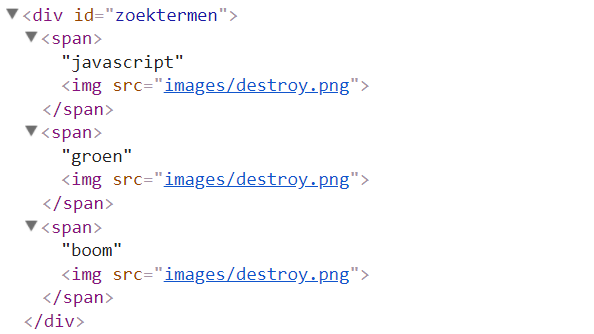 ▼<div id="zoektermen">
▼<span>
"javascript"
<img src="images/destroy.png">
</span>
▼<span>
"groen"
<img src="images/destroy.png">
</span>
▼<span>
"boom"
<img src="images/destroy.png">
</span>
</div>